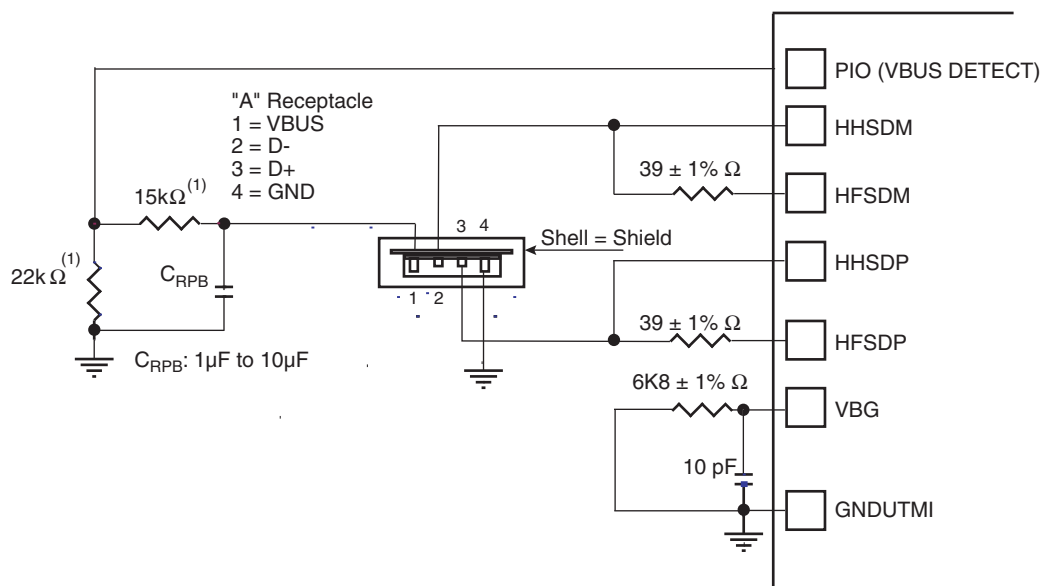 PIO (VBUS DETECT)
"A" Receptacle
1 = VBUS
2 = D-
3 = D+
4 = GND
HHSDM
39 ± 1% Ω
HFSDM
15kΩ (1)
3 4
Shell = Shield
HHSDP
22k Ω (1)
CRPB
1 2
39 ± 1% Ω
HFSDP
CRPB: 1µF to 10µF
6K8 ± 1% Ω
VBG
10 pF
GNDUTMI